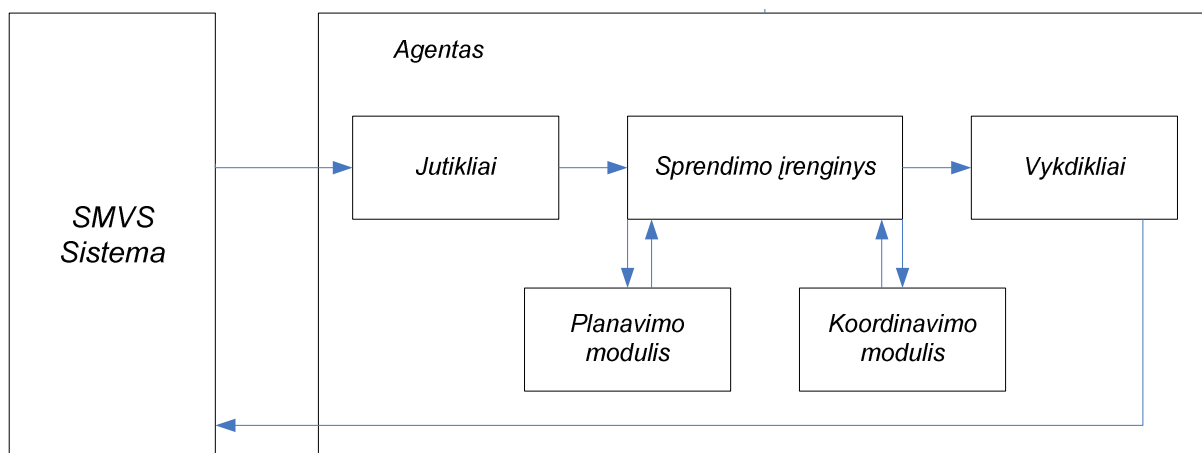 Agentas
Jutikliai
Sprendimo įrenginys
Vykdikliai
SMVS
Sistema
Planavimo
modulis
Koordinavimo
modulis